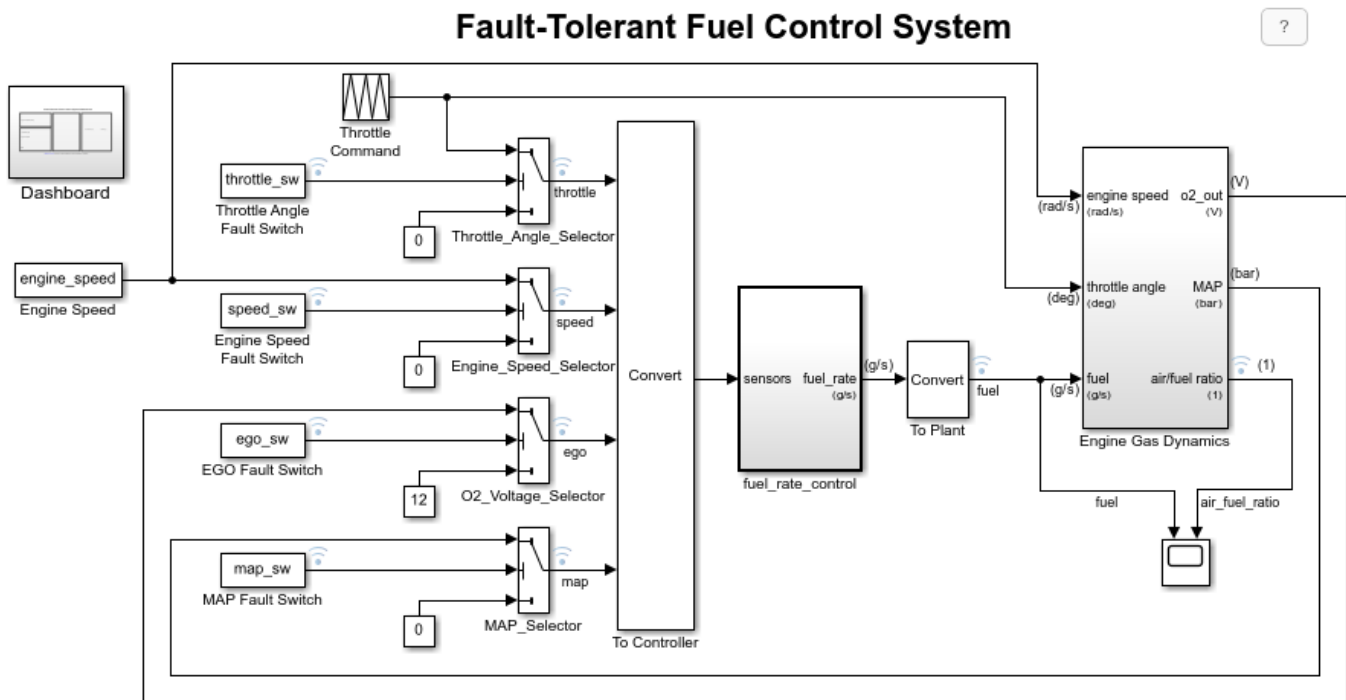 Fault-Tolerant Fuel Control System
?
Dashboard
Throttle
Command
throttle_sw
Throttle Angle
Fault Switch
0
throttle
Throttle_Angle_Selector
engine_speed
Engine Speed
speed_sw
Engine Speed
Fault Switch
0
speed
Engine_Speed_Selector
ego_sw
EGO Fault Switch
12
ego
O2_Voltage_Selector
map_sw
MAP Fault Switch
0
map
MAP_Selector
Convert
To Controller
sensors
fuel_rate
(g/s)
fuel_rate_control
(g/s)
Convert
To Plant
fuel
(rad/s)
(deg)
(g/s)
engine speed
(rad/s)
throttle angle
(deg)
fuel
(g/s)
o2_out
(V)
MAP
(bar)
air/fuel ratio
(1)
Engine Gas Dynamics
(V)
(bar)
(1)
fuel
air_fuel_ratio